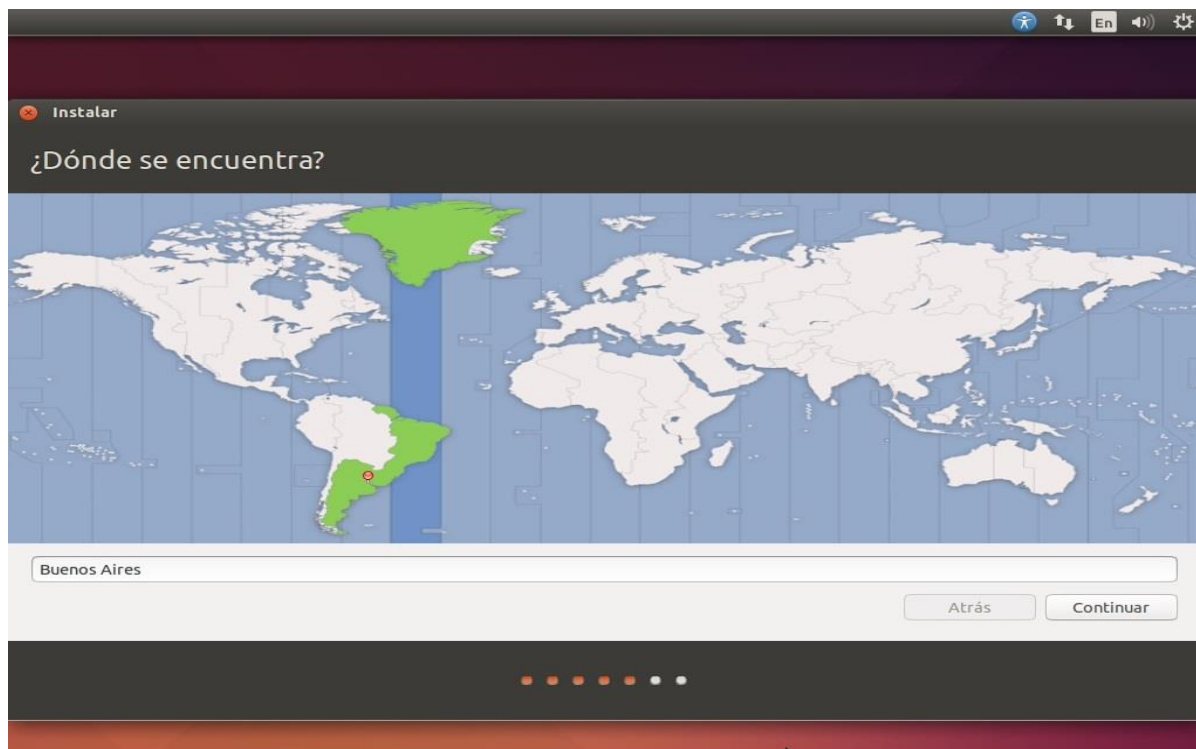 En
Instalar
¿Dónde se encuentra?
Buenos Aires
Atrás
Continuar